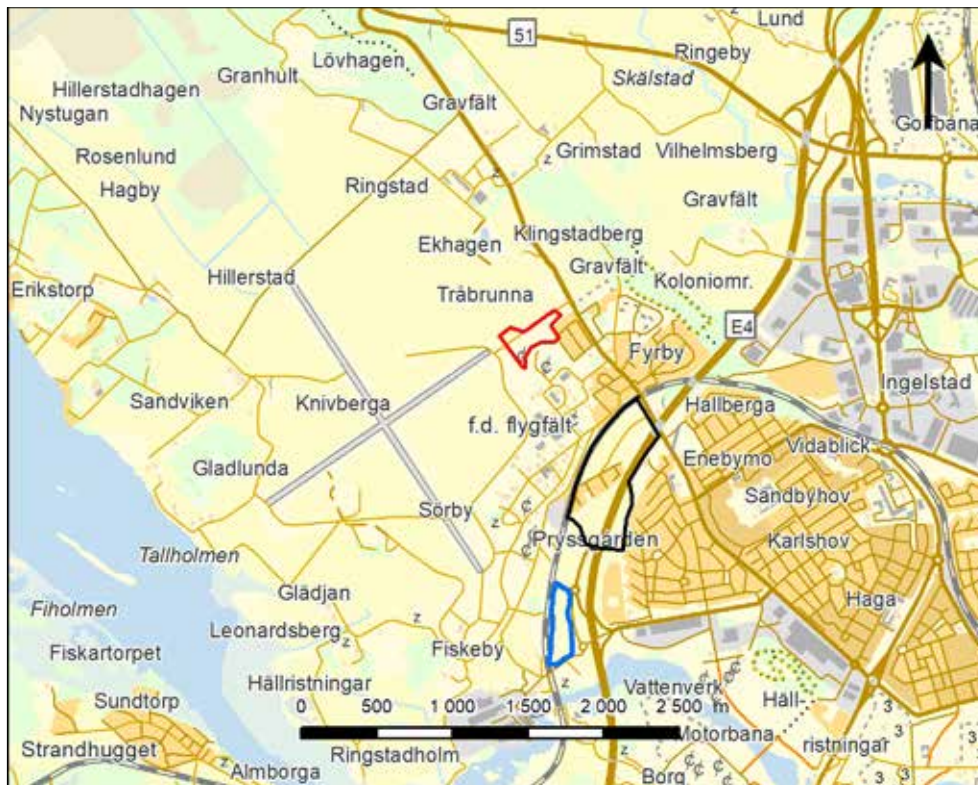 Lund
51
Ringeby
Lövhagen
Granhult
Skälstad
Hillerstadhagen
Nystugan
Gravfält
Golfbana
Rosenlund
Grimstad
Vilhelmsberg
Hagby
Ringstad
Gravfält
Klingstadberg
Ekhagen
Gravfält
Hillerstad
Koloniomr.
Erikstorp
Tråbrunna
E4
Fyrby
Ingelstad
Sandviken
Knivberga
Hallberga
f.d. flygfält
Vidablick
Enebymo
Gladlunda
Sandbyhov
Sörby
Pryssgården
Karlshov
Tallholmen
Glädjan
Haga
Fiholmen
Leonardsberg
Fiskeby
Fiskartorpet
Hällristningar
Vattenverk
Häll-
Sundtorp
0 500 1 000 1 500 2 000 2 500 m
Motorbana
ristningar
Strandhugget
Ringstadholm
Almborga
Borg